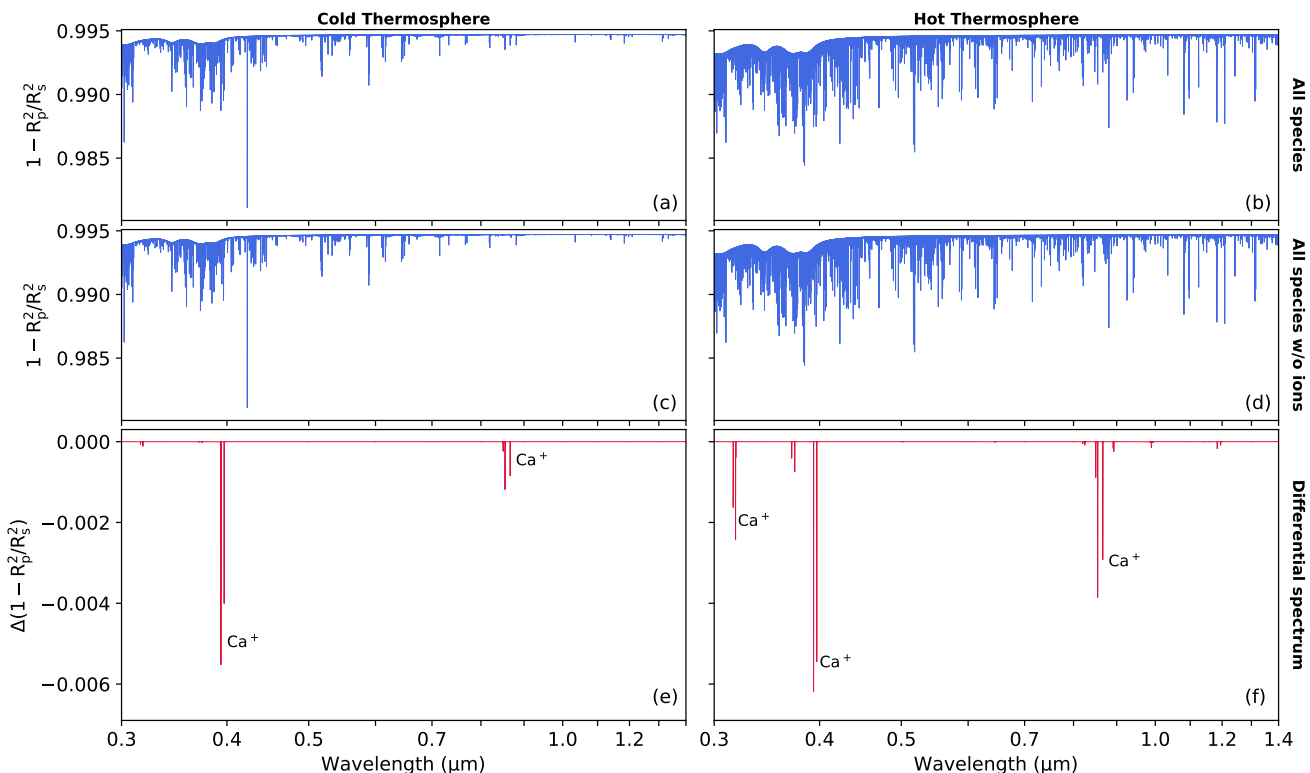 Cold Thermosphere
Hot Thermosphere
0.995
0.990
0.985
1 − R_p^2/R_s^2
(a)
(b)
All species
0.995
0.990
0.985
1 − R_p^2/R_s^2
(c)
(d)
All species w/o ions
0.000
−0.002
−0.004
−0.006
Δ(1 − R_p^2/R_s^2)
Ca⁺
Ca⁺
(e)
Ca⁺
Ca⁺
Ca⁺
(f)
Differential spectrum
0.3 0.4 0.5 0.7 1.0 1.2
0.3 0.4 0.5 0.7 1.0 1.2 1.4
Wavelength (μm)
Wavelength (μm)